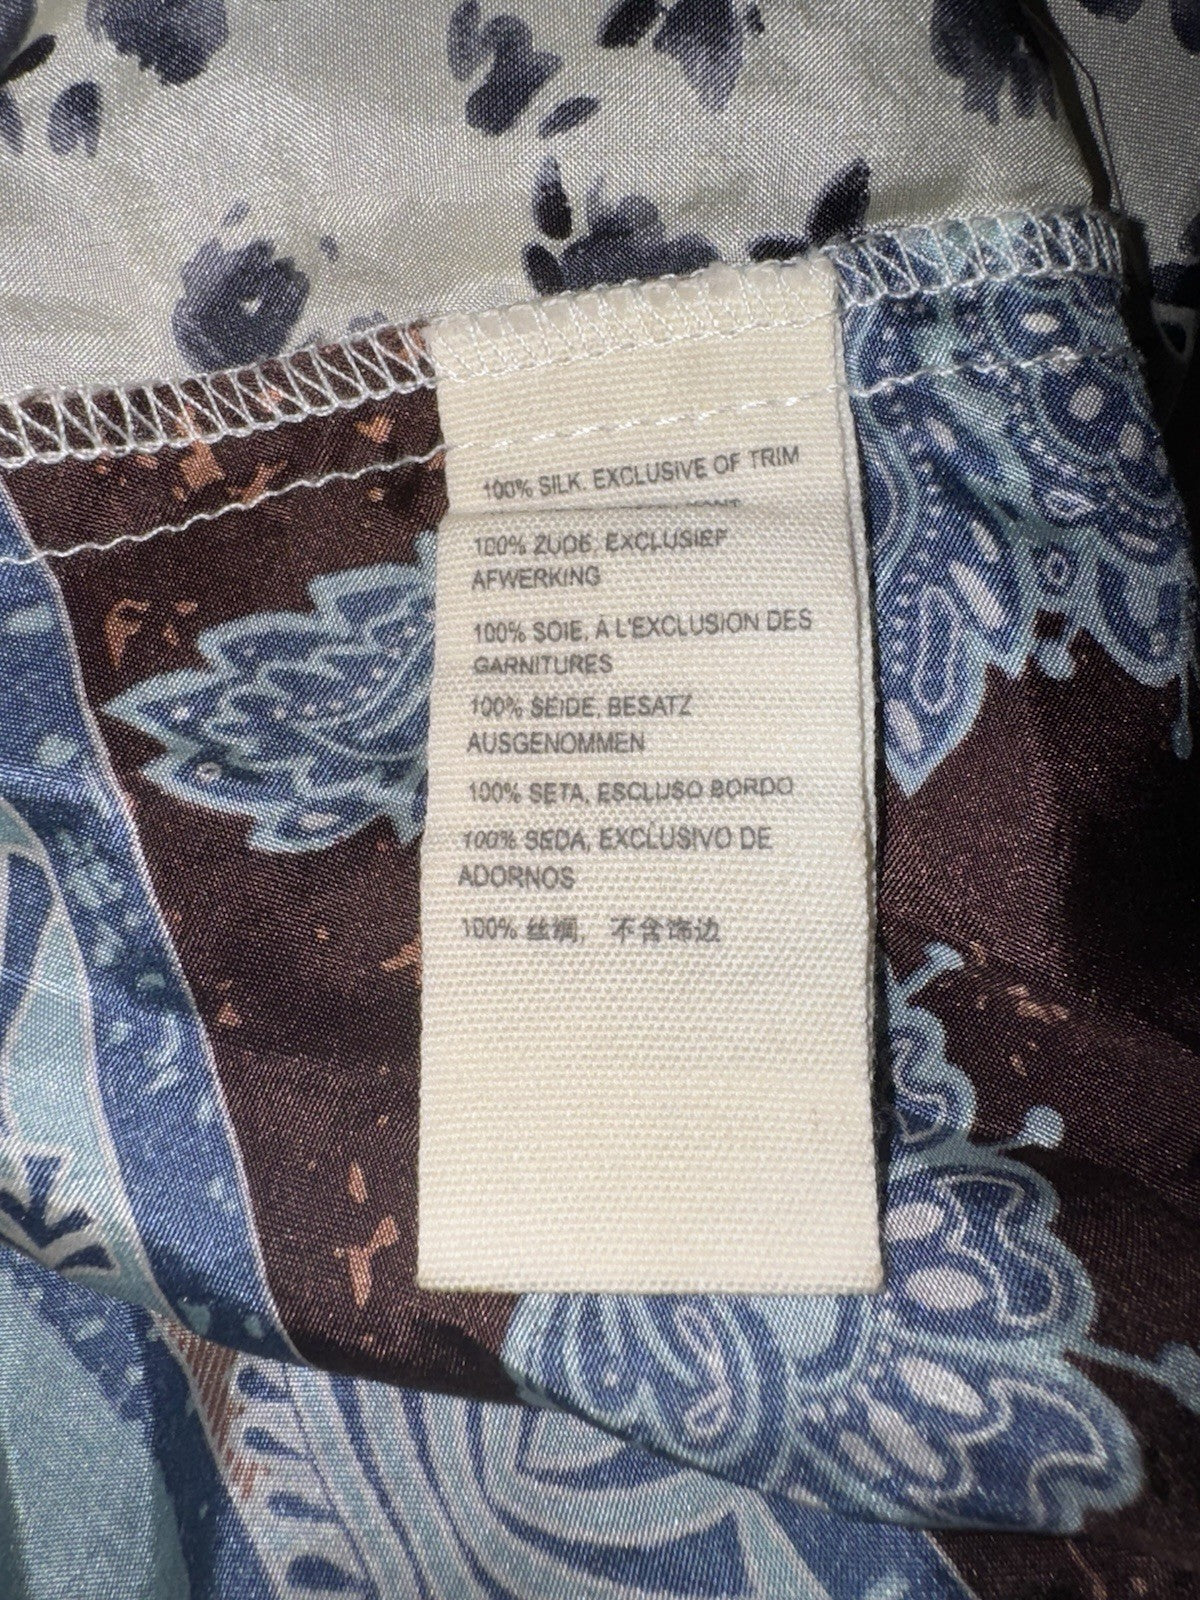 100% SILK. EXCLUSIVE OF TRIM
100% ZIJDE. EXCLUSIEF
AFWERKING
100% SOIE, À L'EXCLUSION DES
GARNITURES
100% SEIDE, BESATZ
AUSGENOMMEN
100% SETA, ESCLUSO BORDO
100% SEDA, EXCLUSIVO DE
ADORNOS
100% 丝绸，不含饰边